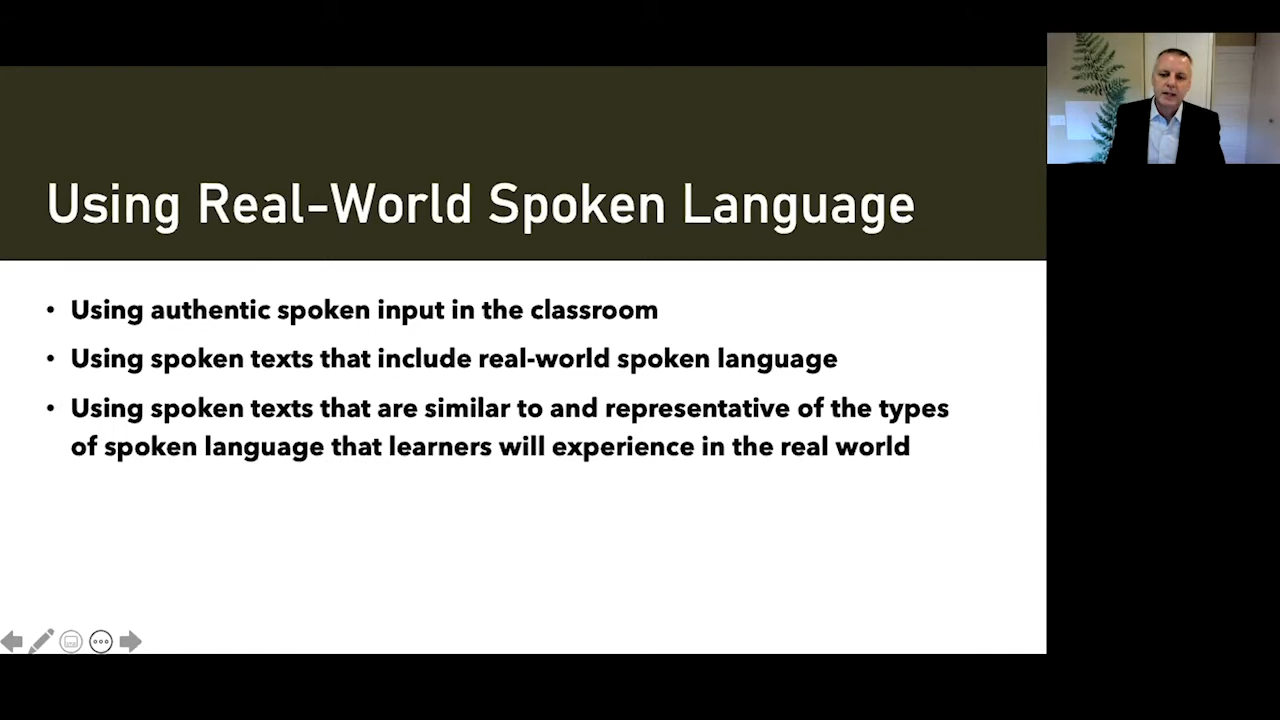 Using Real-World Spoken Language
• Using authentic spoken input in the classroom
• Using spoken texts that include real-world spoken language
• Using spoken texts that are similar to and representative of the types
of spoken language that learners will experience in the real world